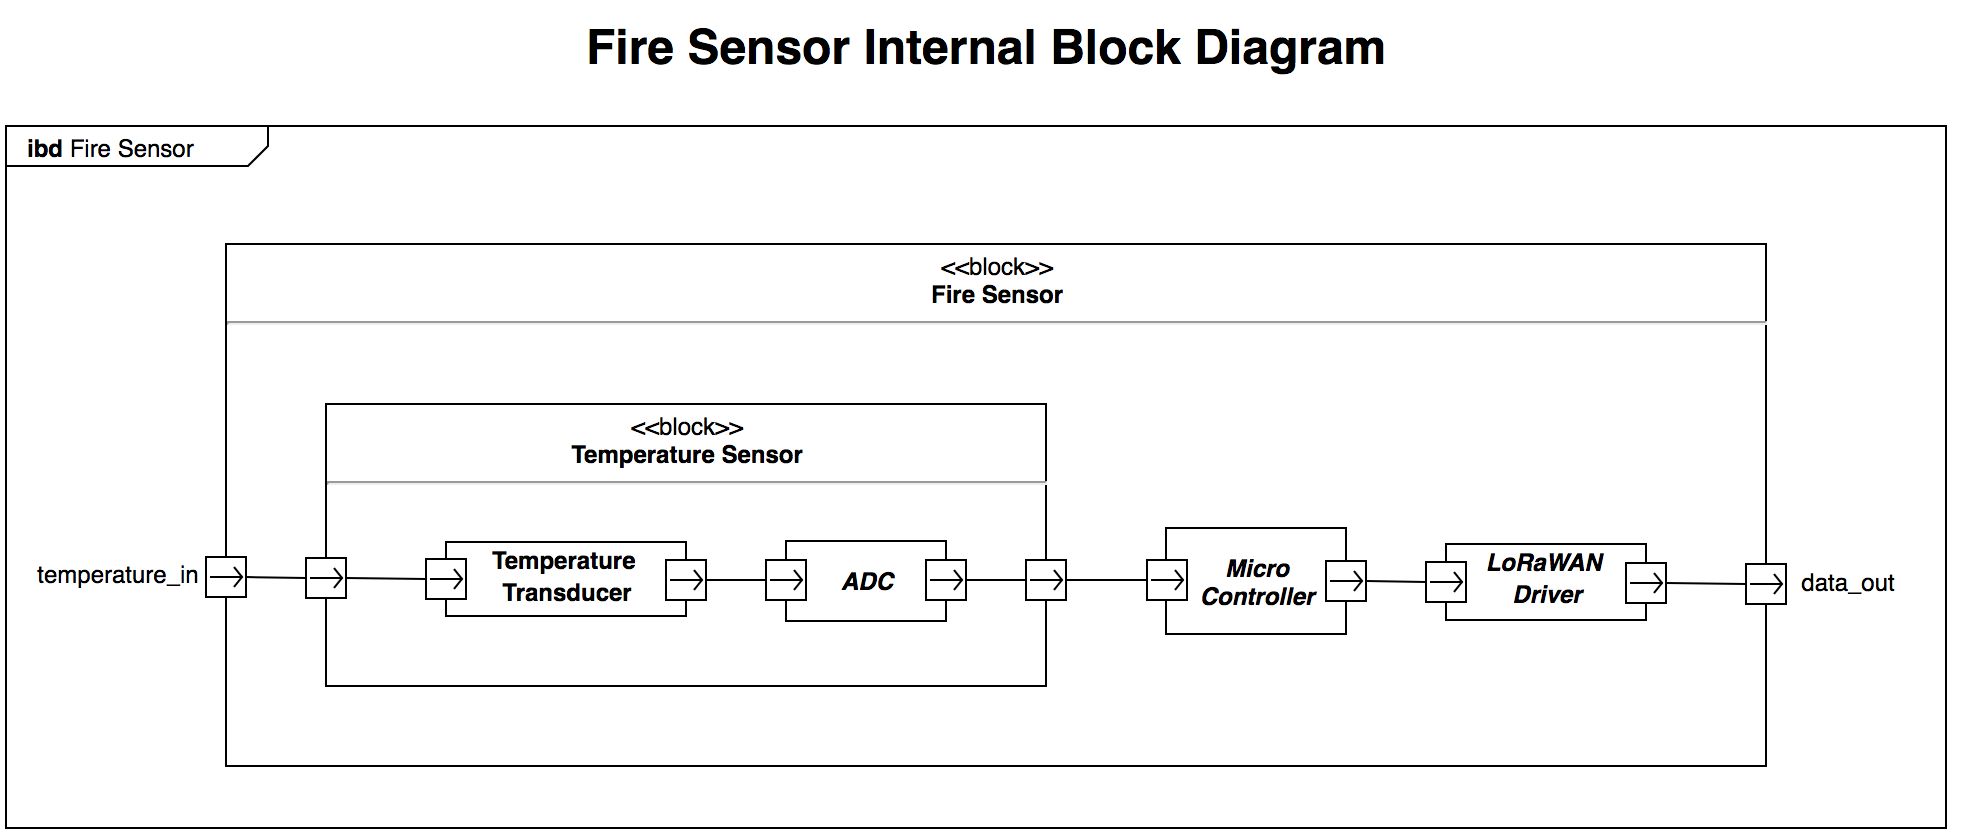 Fire Sensor Internal Block Diagram
ibd Fire Sensor
<<block>>
Fire Sensor
<<block>>
Temperature Sensor
temperature_in
Temperature
Transducer
ADC
Micro
Controller
LoRaWAN
Driver
data_out